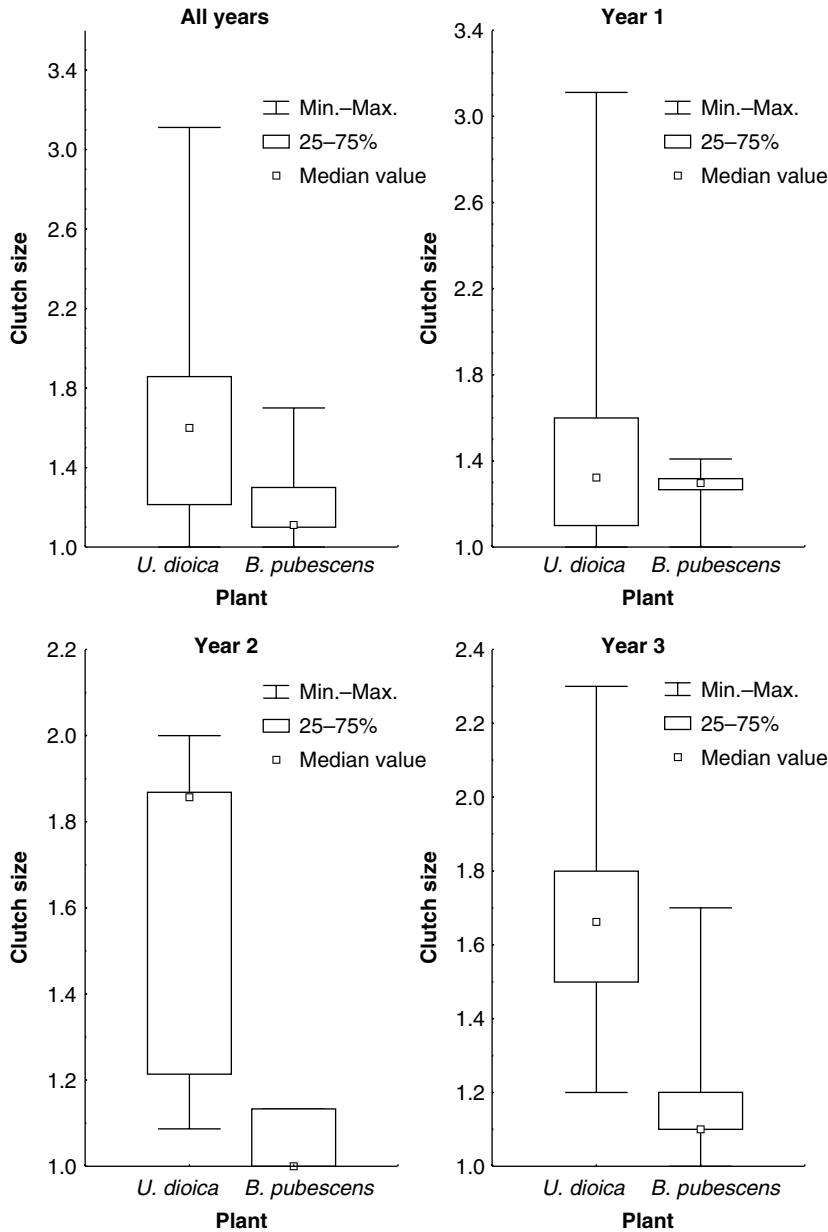 All years
3.4
3.0
2.6
2.2
1.8
1.4
1.0
Clutch size
Min.–Max.
25–75%
Median value
U. dioica B. pubescens
Plant
Year 1
3.4
3.0
2.6
2.2
1.8
1.4
1.0
Clutch size
Min.–Max.
25–75%
Median value
U. dioica B. pubescens
Plant
Year 2
2.2
2.0
1.8
1.6
1.4
1.2
1.0
Clutch size
Min.–Max.
25–75%
Median value
U. dioica B. pubescens
Plant
Year 3
2.4
2.2
2.0
1.8
1.6
1.4
1.2
1.0
Clutch size
Min.–Max.
25–75%
Median value
U. dioica B. pubescens
Plant